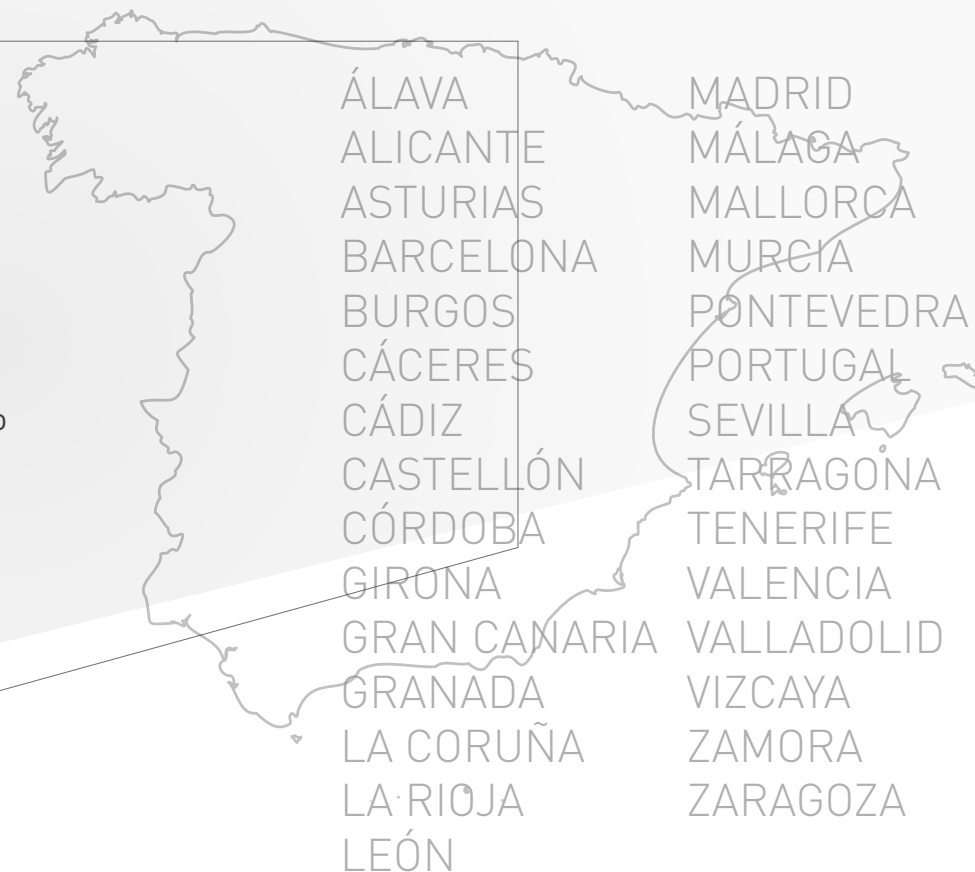 ÁLAVA
ALICANTE
ASTURIAS
BARCELONA
BURGOS
CÁCERES
CÁDIZ
CASTELLÓN
CÓRDOBA
GIRONA
GRAN CANARIA
GRANADA
LA CORUÑA
LA RIOJA
LEÓN
MADRID
MÁLAGA
MALLORCA
MURCIA
PONTEVEDRA
PORTUGAL
SEVILLA
TARRAGONA
TENERIFE
VALENCIA
VALLADOLID
VIZCAYA
ZAMORA
ZARAGOZA